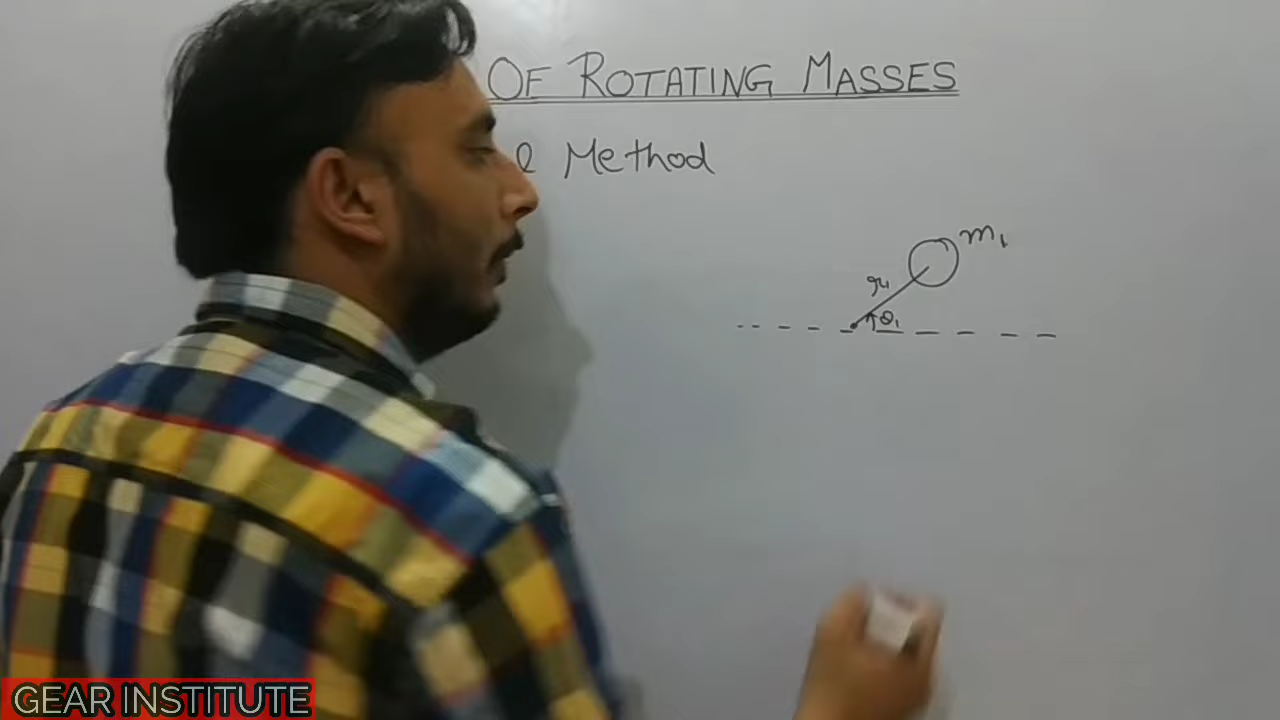 OF ROTATING MASSES
l Method
m₁
r₁
θ₁
GEAR INSTITUTE